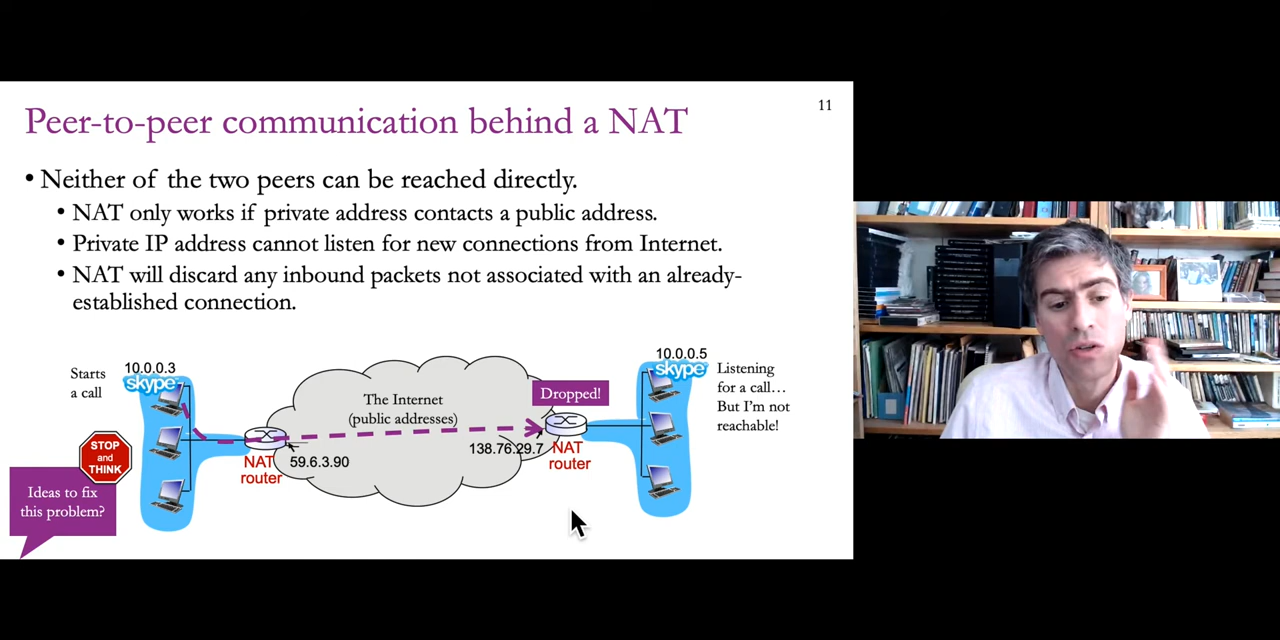 11
Peer-to-peer communication behind a NAT
• Neither of the two peers can be reached directly.
• NAT only works if private address contacts a public address.
• Private IP address cannot listen for new connections from Internet.
• NAT will discard any inbound packets not associated with an already-
established connection.
Starts
a call
10.0.0.3
skype
The Internet
(public addresses)
Dropped!
10.0.0.5
skype
Listening
for a call…
But I'm not
reachable!
STOP
and
THINK
Ideas to fix
this problem?
NAT
router
59.6.3.90
138.76.29.7
NAT
router